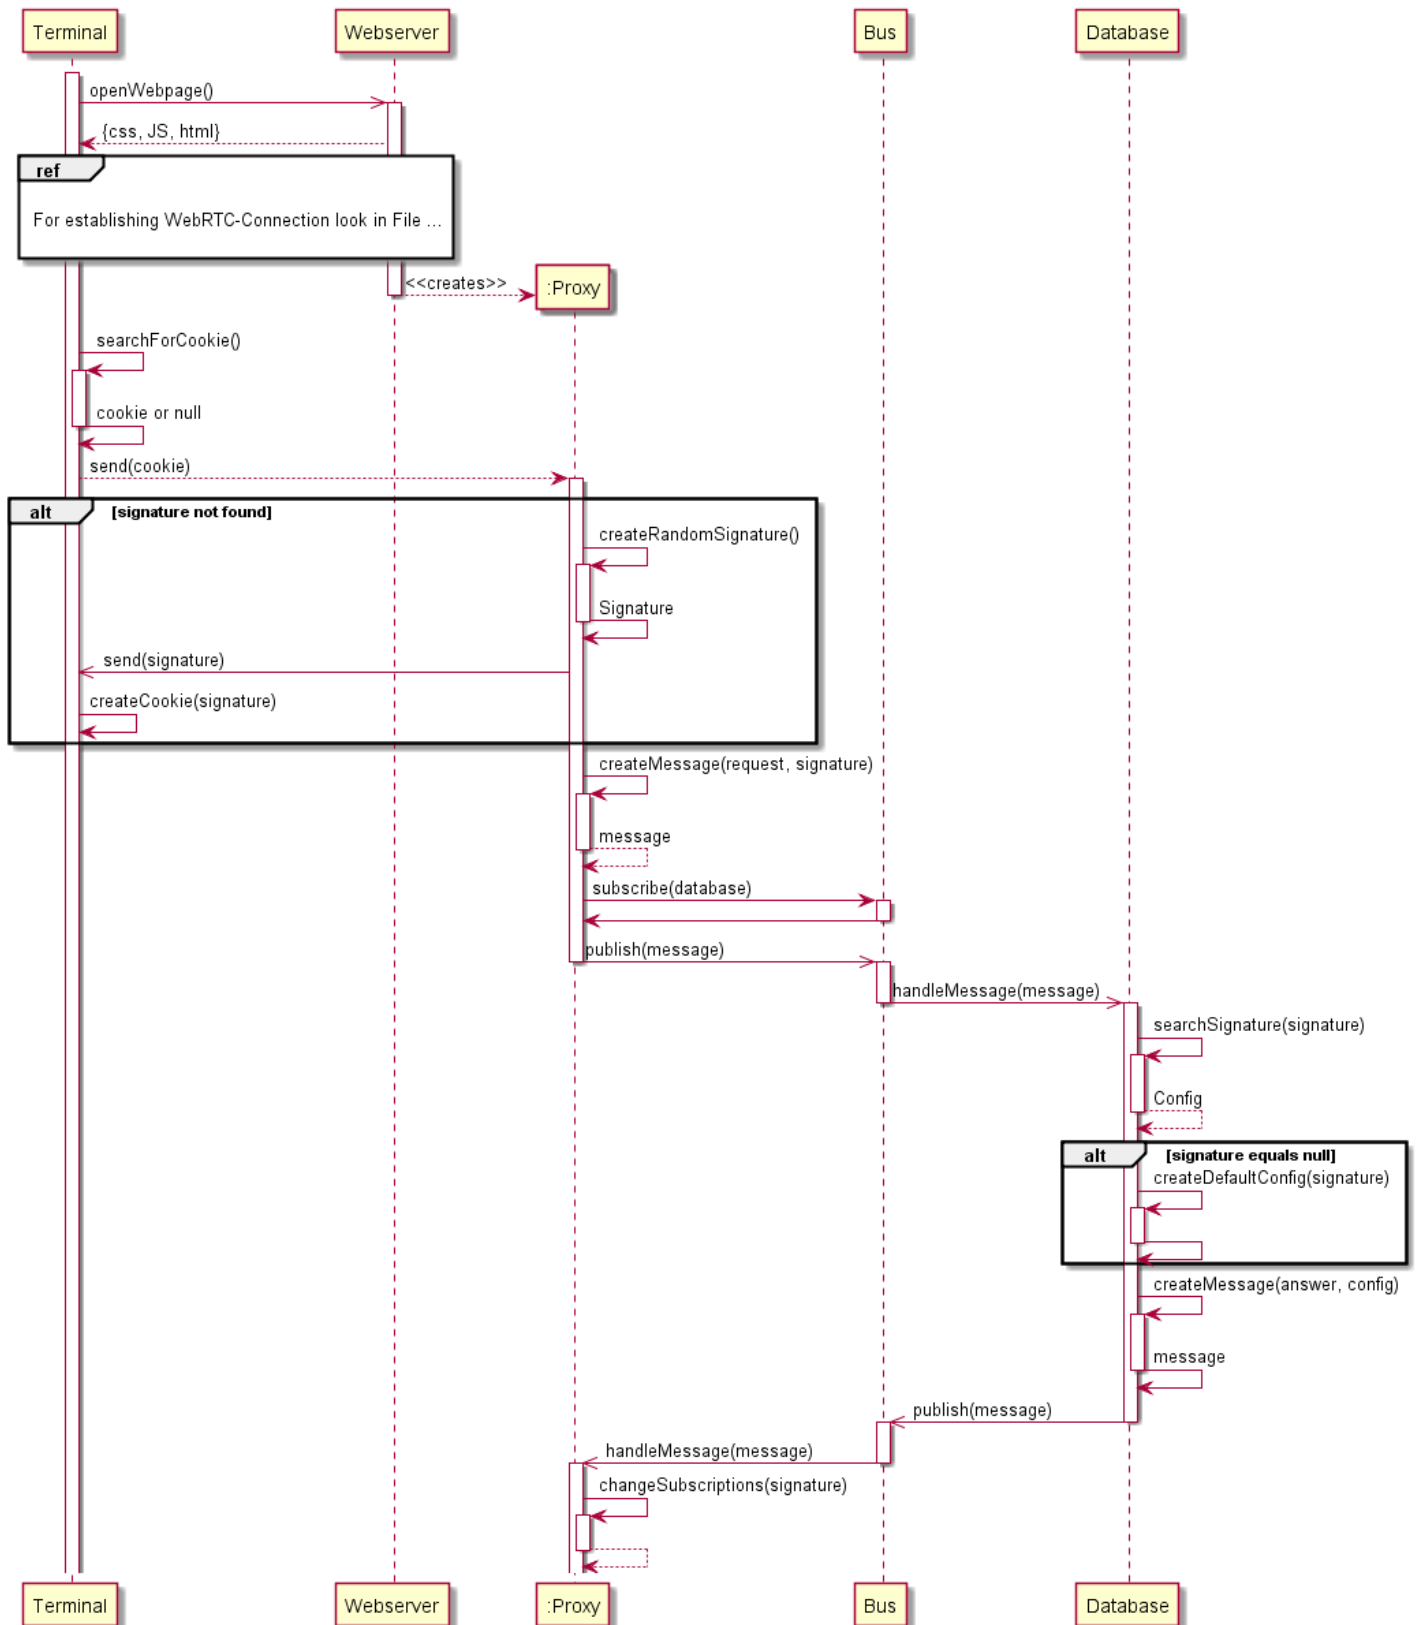 Terminal
Webserver
Bus
Database
openWebpage()
{css, JS, html}
ref
For establishing WebRTC-Connection look in File ...
<<creates>>
:Proxy
searchForCookie()
cookie or null
send(cookie)
alt
[signature not found]
createRandomSignature()
Signature
send(signature)
createCookie(signature)
createMessage(request, signature)
message
subscribe(database)
publish(message)
handleMessage(message)
searchSignature(signature)
Config
alt
[signature equals null]
createDefaultConfig(signature)
createMessage(answer, config)
message
publish(message)
handleMessage(message)
changeSubscriptions(signature)
Terminal
Webserver
:Proxy
Bus
Database